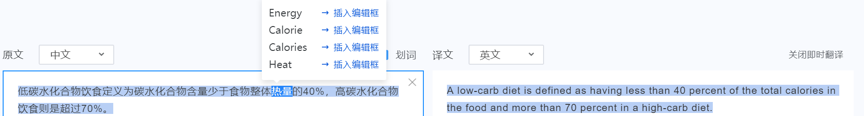 Energy → 插入编辑框
Calorie → 插入编辑框
Calories → 插入编辑框
Heat → 插入编辑框
原文 中文 划词 译文 英文 关闭即时翻译
低碳水化合物饮食定义为碳水化合物含量少于食物整体热量的40%，高碳水化合物
饮食则是超过70%。
A low-carb diet is defined as having less than 40 percent of the total calories in
the food and more than 70 percent in a high-carb diet.